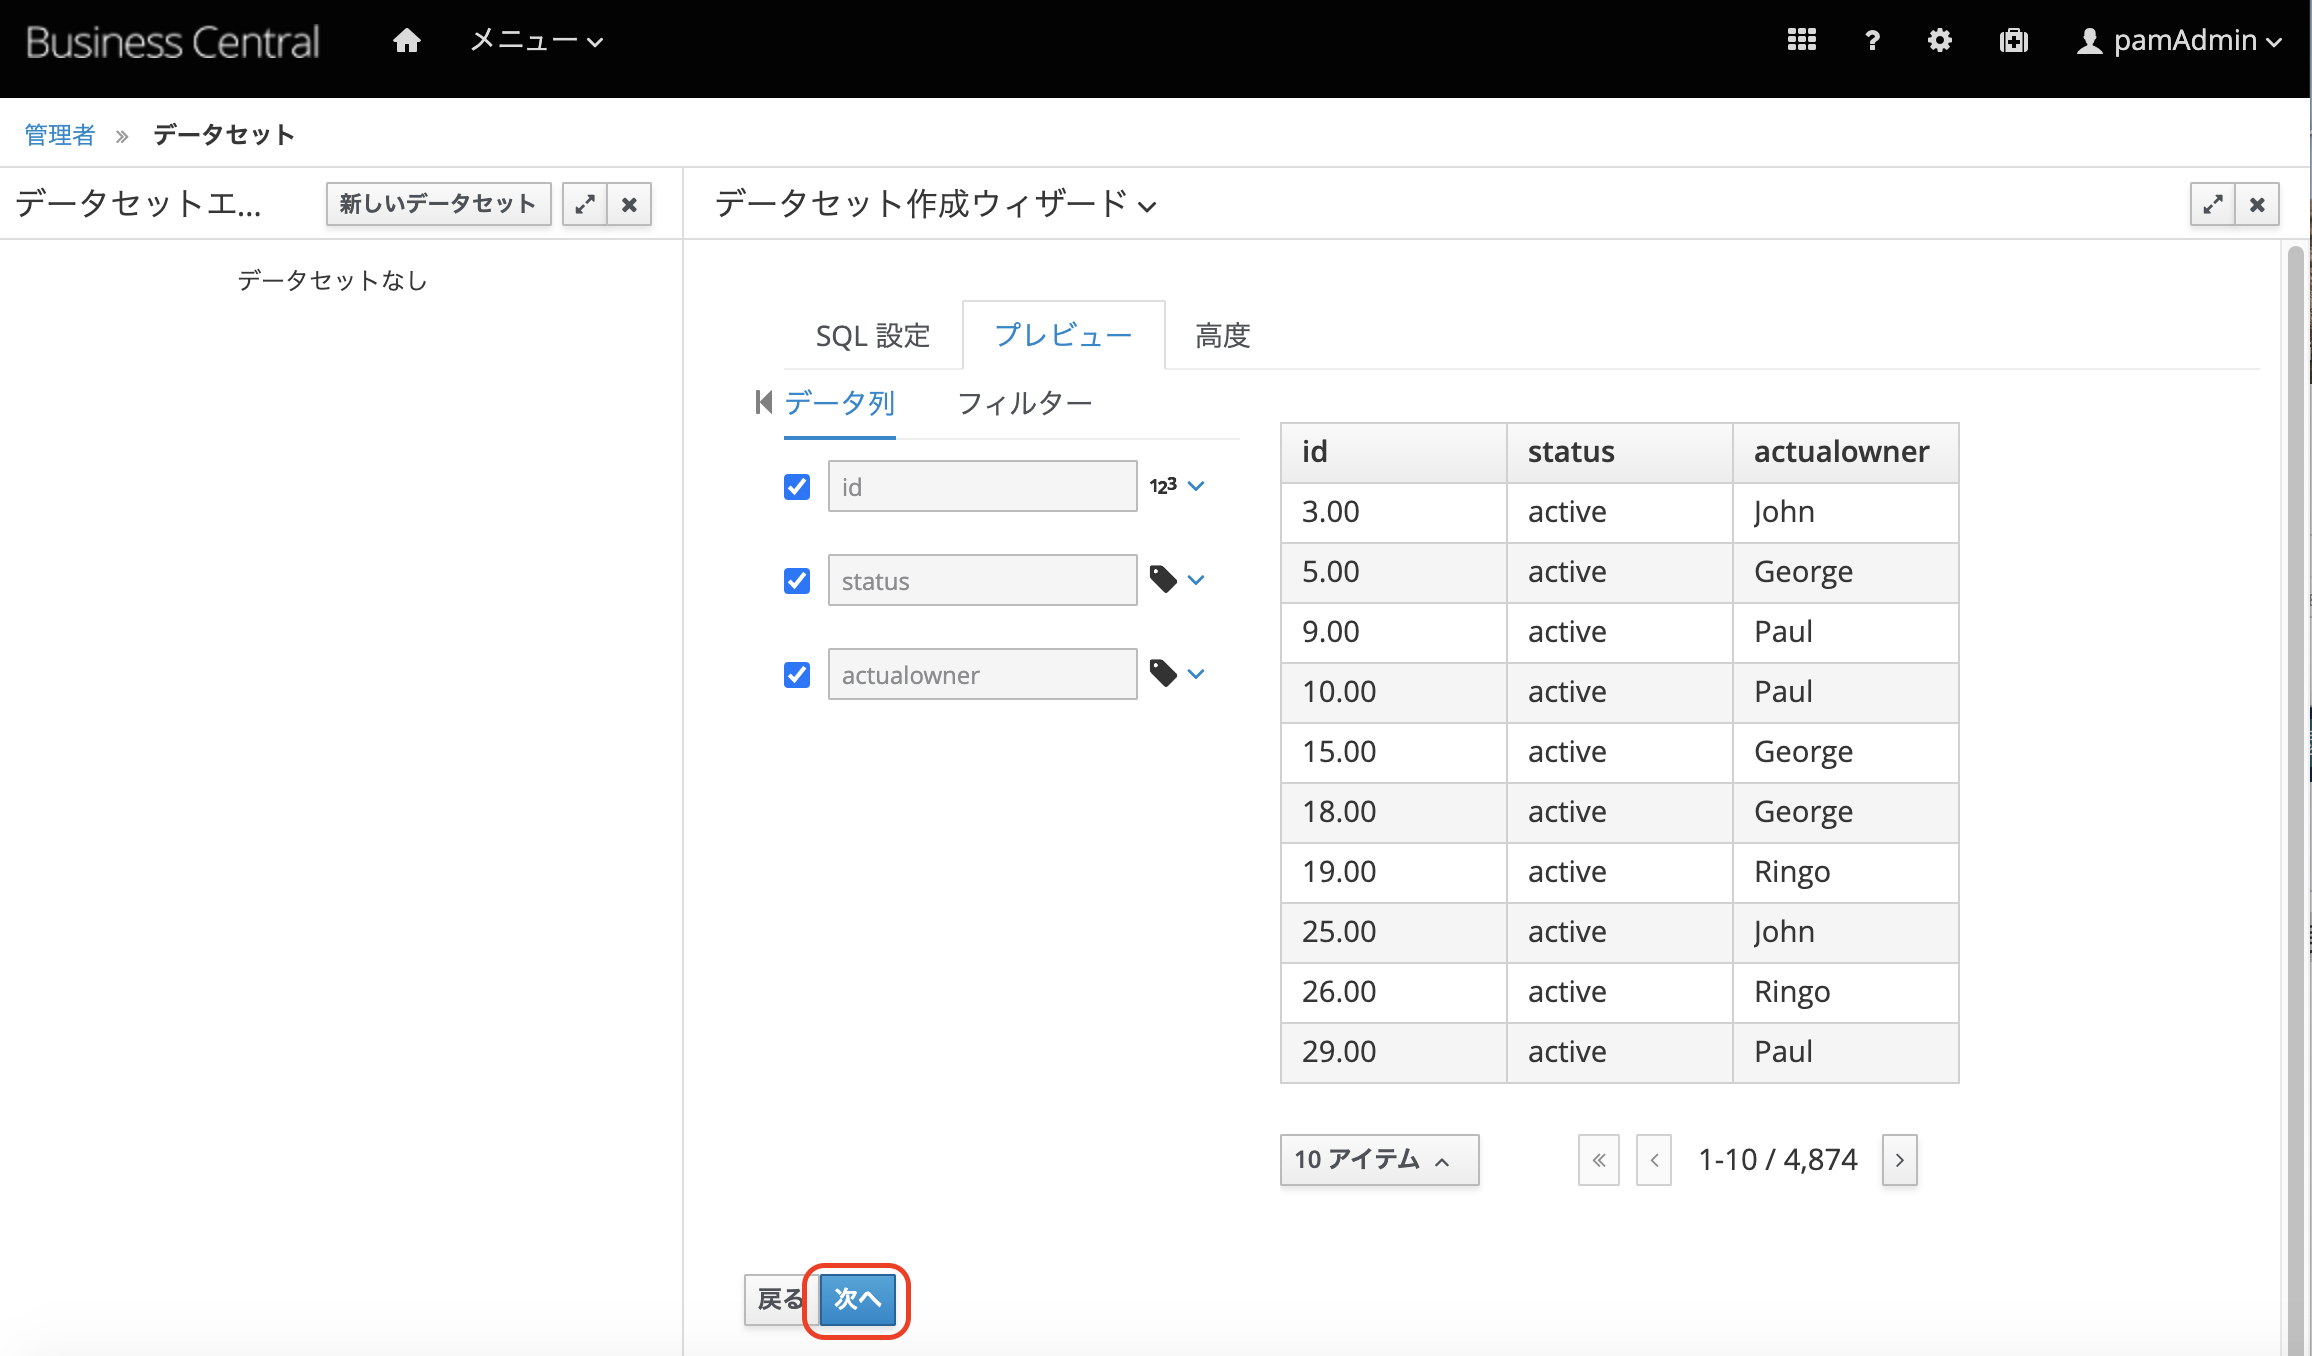 Business Central メニュー ? pamAdmin
管理者 » データセット
データセットエ... 新しいデータセット
データセットなし
データセット作成ウィザード
SQL 設定 プレビュー 高度
データ列 フィルター
id 123
status
actualowner
id status actualowner
3.00 active John
5.00 active George
9.00 active Paul
10.00 active Paul
15.00 active George
18.00 active George
19.00 active Ringo
25.00 active John
26.00 active Ringo
29.00 active Paul
10 アイテム « ‹ 1-10 / 4,874 ›
戻る 次へ